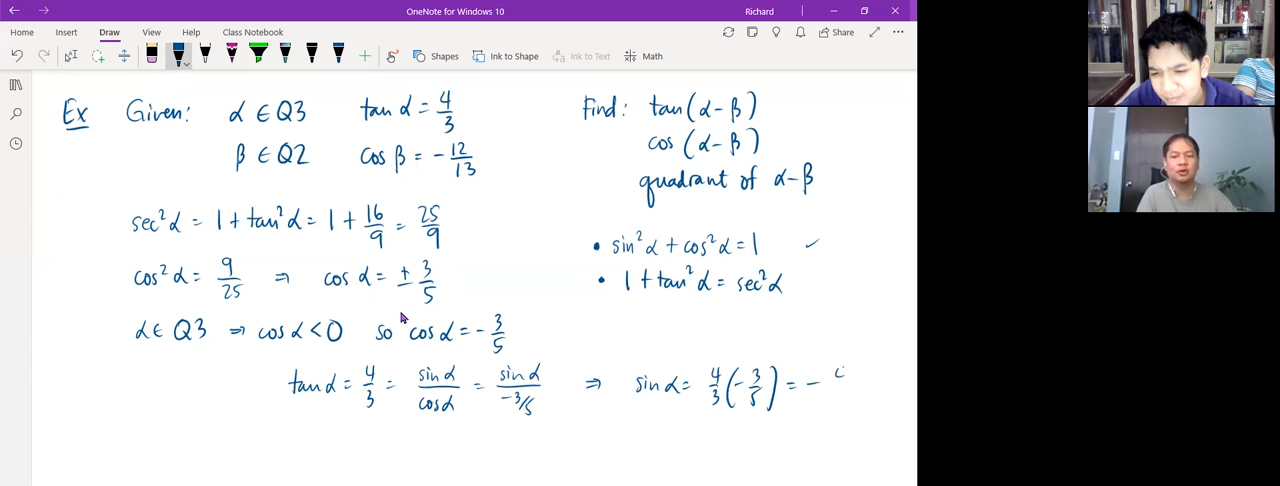 OneNote for Windows 10
Richard
Home Insert Draw View Help Class Notebook
Share
Shapes Ink to Shape Ink to Text Math
Ex Given: α ∈ Q3 tan α = 4/3 Find: tan(α-β)
β ∈ Q2 cos β = -12/13 cos (α-β)
quadrant of α-β
sec²α = 1 + tan²α = 1 + 16/9 = 25/9
• sin²α + cos²α = 1 ✓
cos²α = 9/25 ⇒ cos α = ± 3/5 • 1 + tan²α = sec²α
α ∈ Q3 ⇒ cos α < 0 so cos α = - 3/5
tan α = 4/3 = sin α/cos α = sin α/-3/5 ⇒ sin α = 4/3 (-3/5) = -